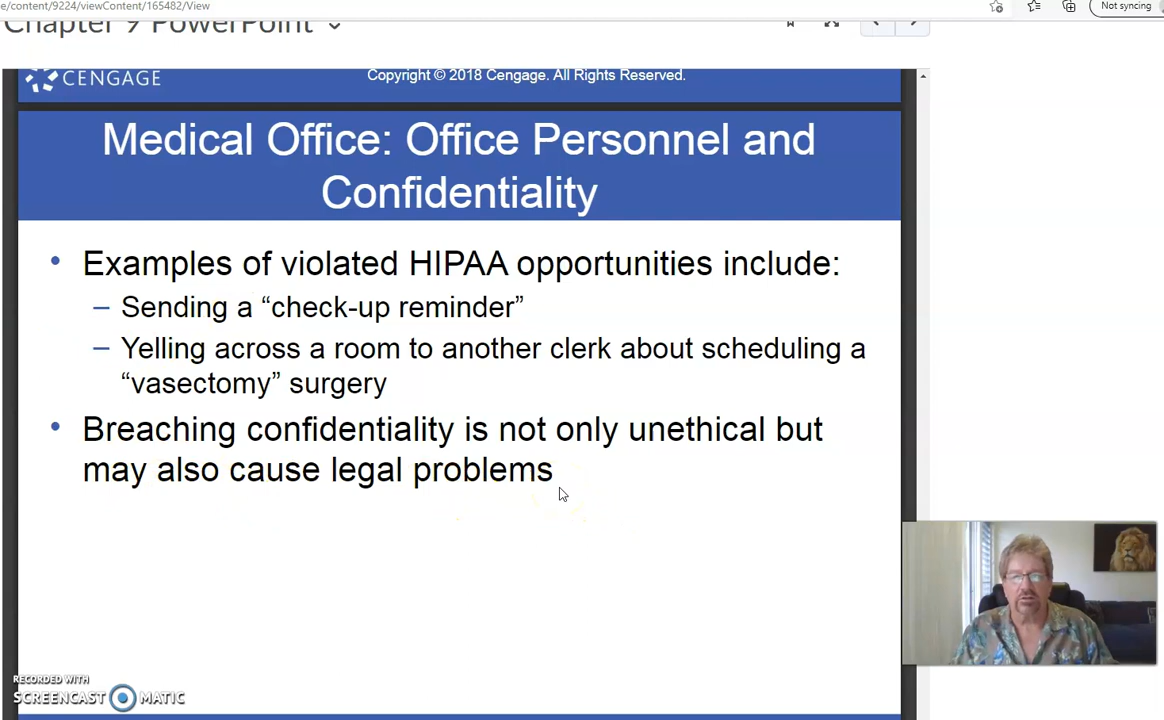 e/content/9224/viewContent/165482/View
Not syncing
Chapter 9 PowerPoint
CENGAGE
Copyright © 2018 Cengage. All Rights Reserved.
Medical Office: Office Personnel and
Confidentiality
• Examples of violated HIPAA opportunities include:
– Sending a “check-up reminder”
– Yelling across a room to another clerk about scheduling a
“vasectomy” surgery
• Breaching confidentiality is not only unethical but
may also cause legal problems
RECORDED WITH
SCREENCAST MATIC